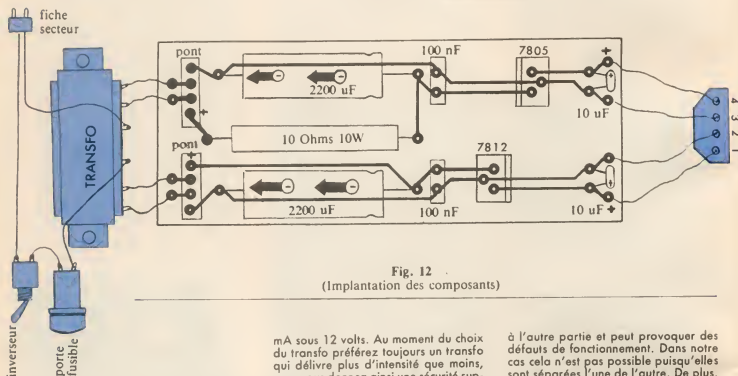 fiche
secteur
TRANSFO
inverseur
porte
fusible
pont
+
2200 uF
100 nF
7805
+
10 uF
10 Ohms 10W
pont
+
2200 uF
100 nF
7812
10 uF +
4
3
2
1
Fig. 12
(Implantation des composants)
mA sous 12 volts. Au moment du choix
du transfo préférez toujours un transfo
qui délivre plus d'intensité que moins,
ainsi une sécurité
à l'autre partie et peut provoquer des
défauts de fonctionnement. Dans notre
cas cela n'est pas possible puisqu'elles
sont séparées l'une de l'autre. De plus,